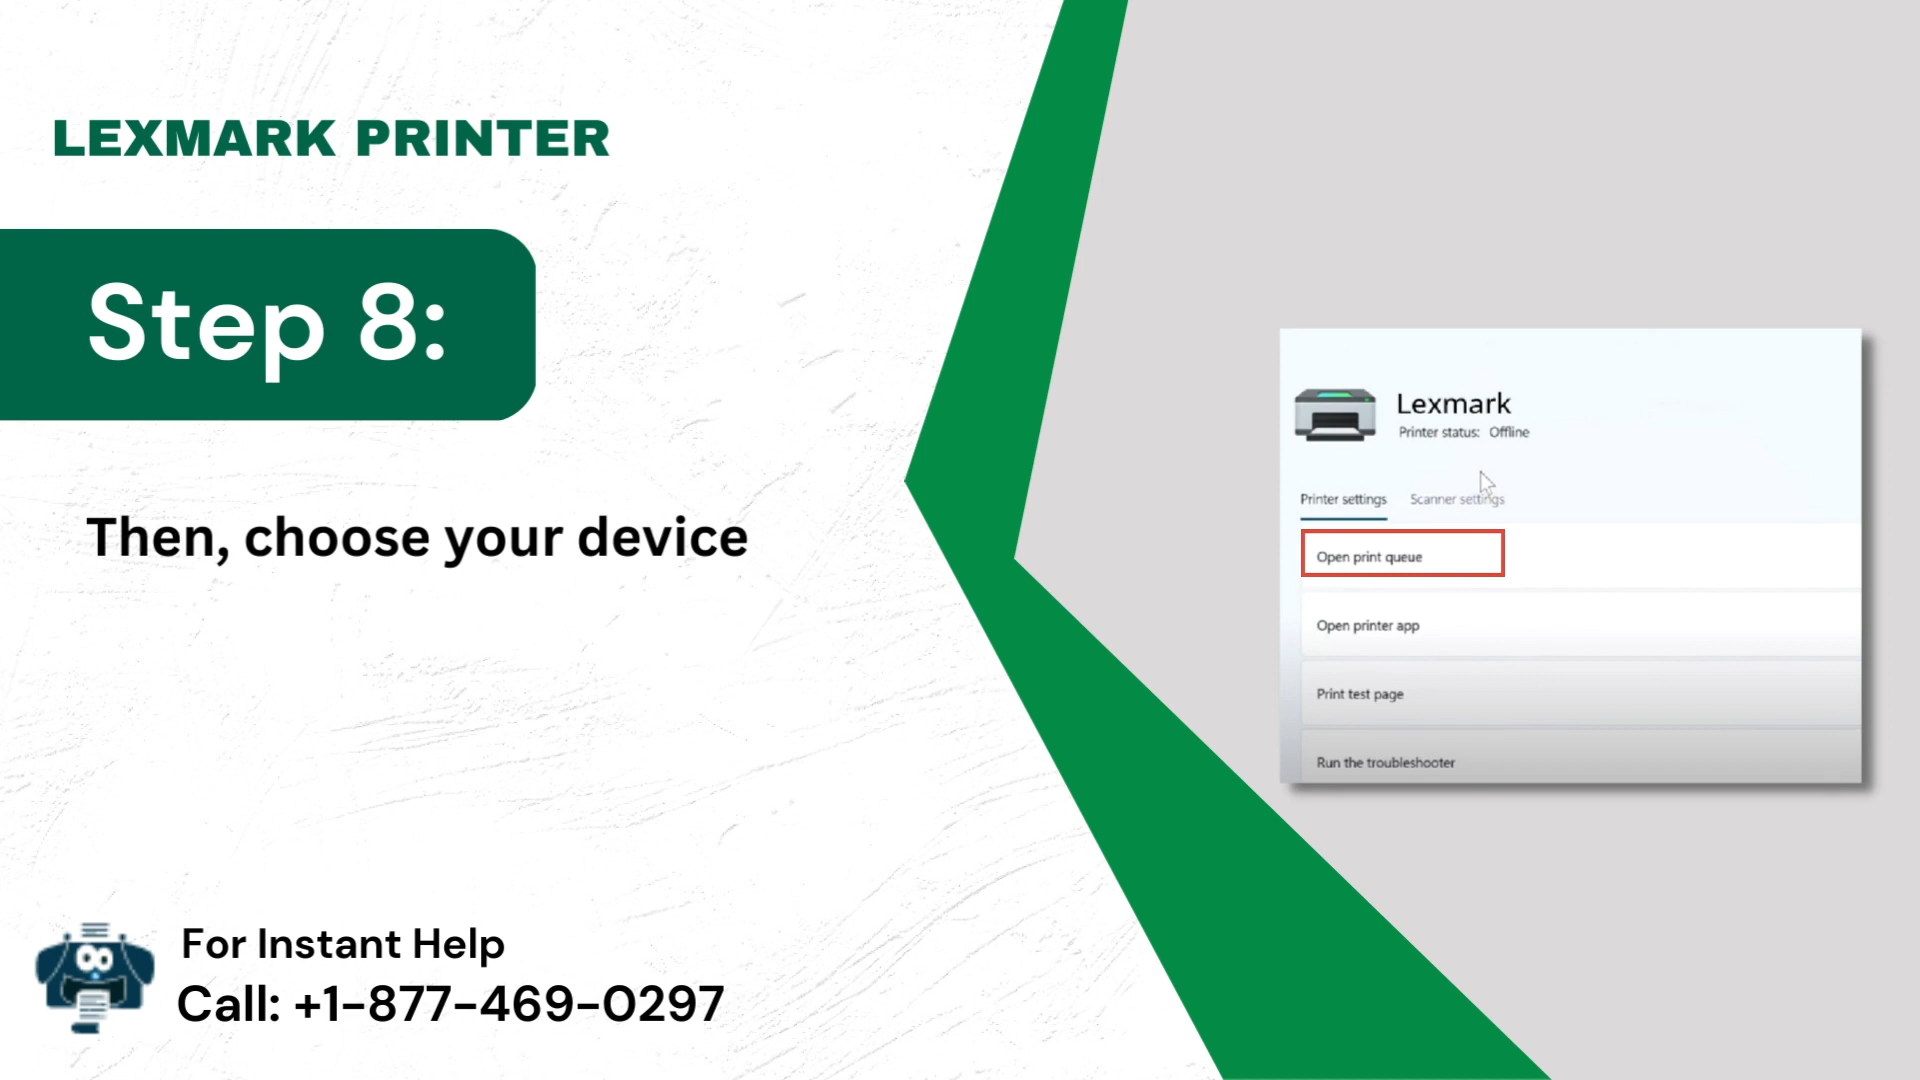 LEXMARK PRINTER
Step 8:
Then, choose your device
For Instant Help
Call: +1-877-469-0297
Lexmark
Printer status: Offline
Printer settings Scanner settings
Open print queue
Open printer app
Print test page
Run the troubleshooter